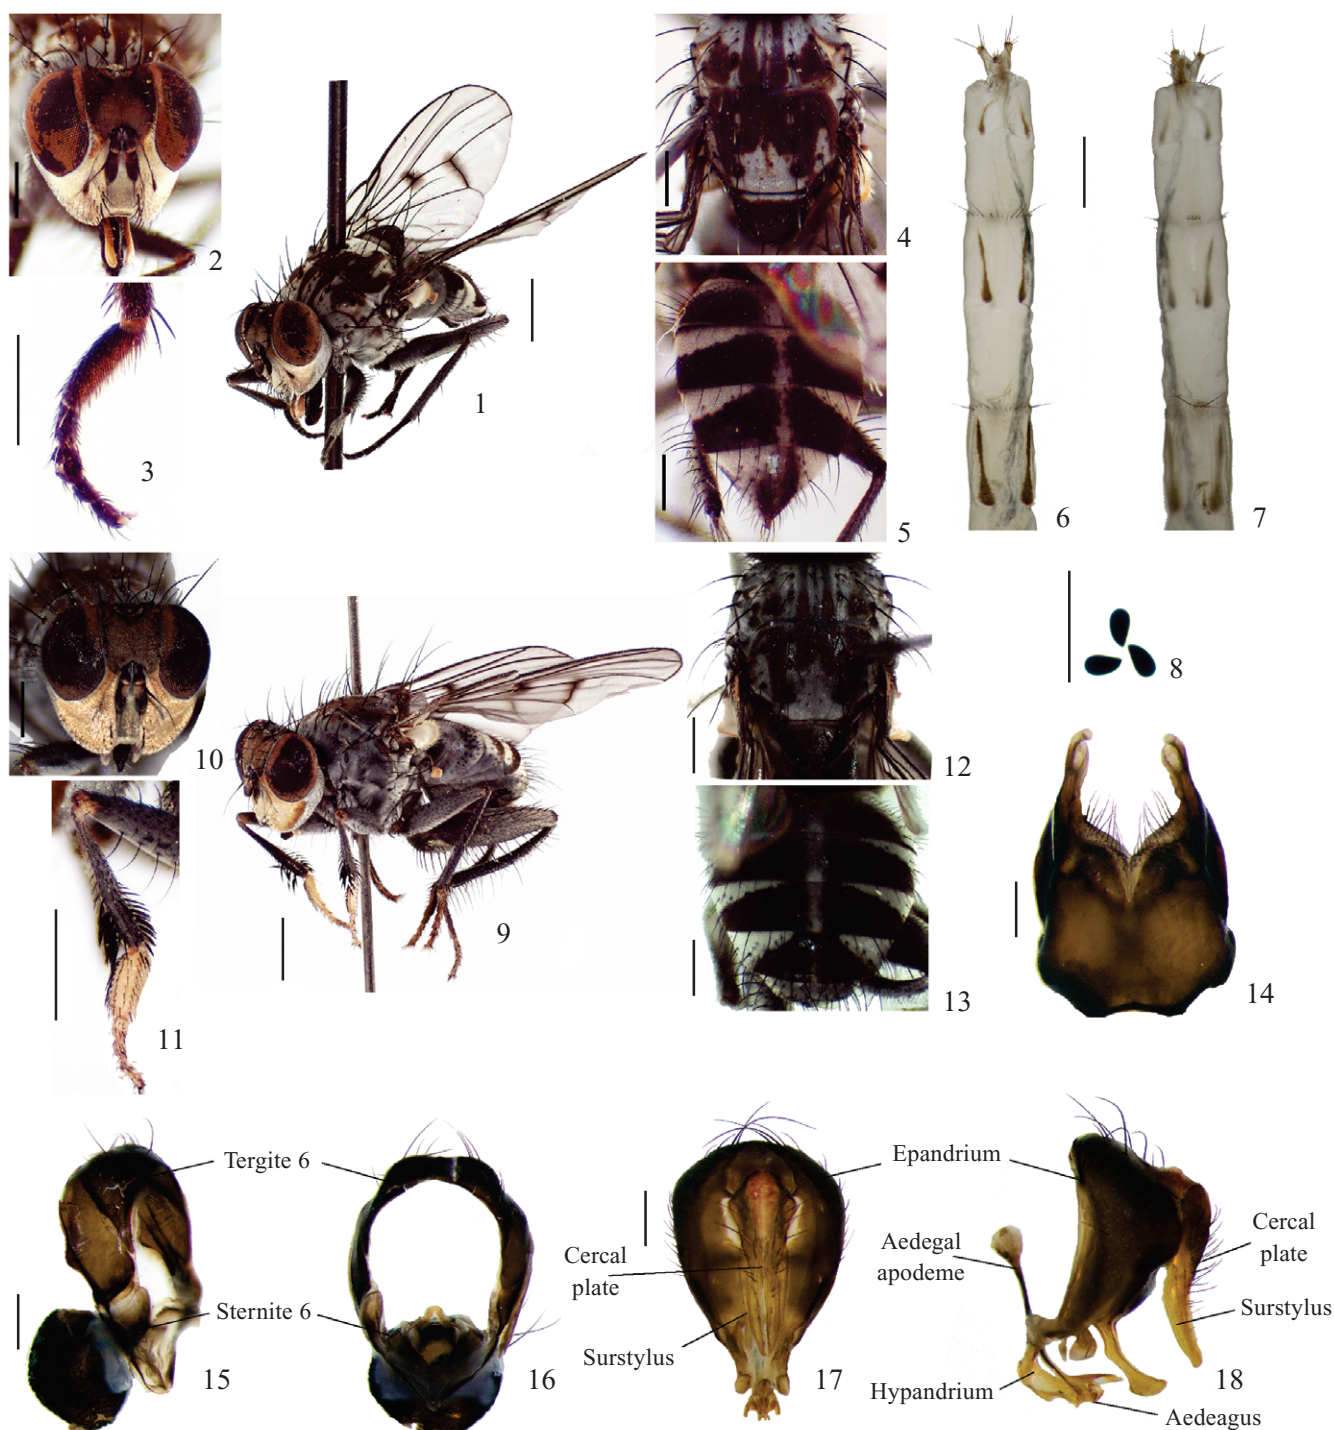 2
1
3
4
5
6
7
8
10
9
11
12
13
14
Tergite 6
Sternite 6
15
16
Epandrium
Cercal
plate
Surstylus
17
Aedegal
apodeme
Cercal
plate
Surstylus
Hypandrium
18
Aedeagus